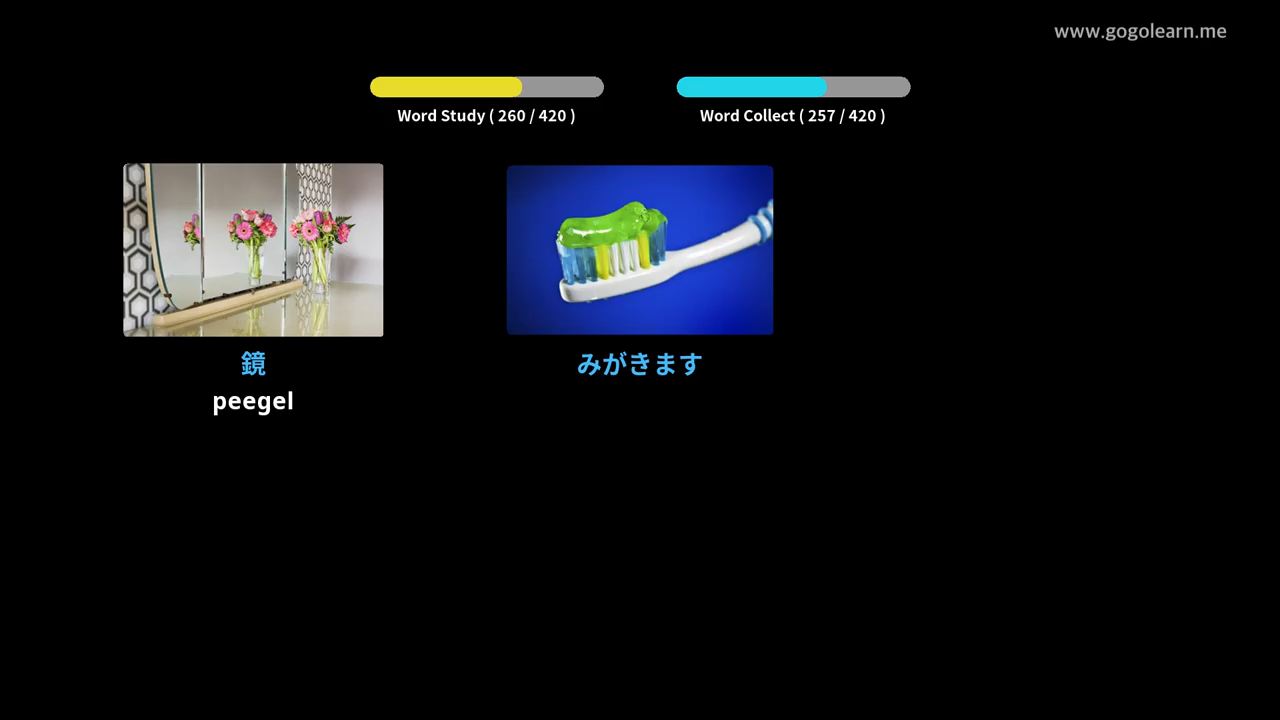 www.gogolearn.me
Word Study ( 260 / 420 )
Word Collect ( 257 / 420 )
鏡
peegel
みがきます